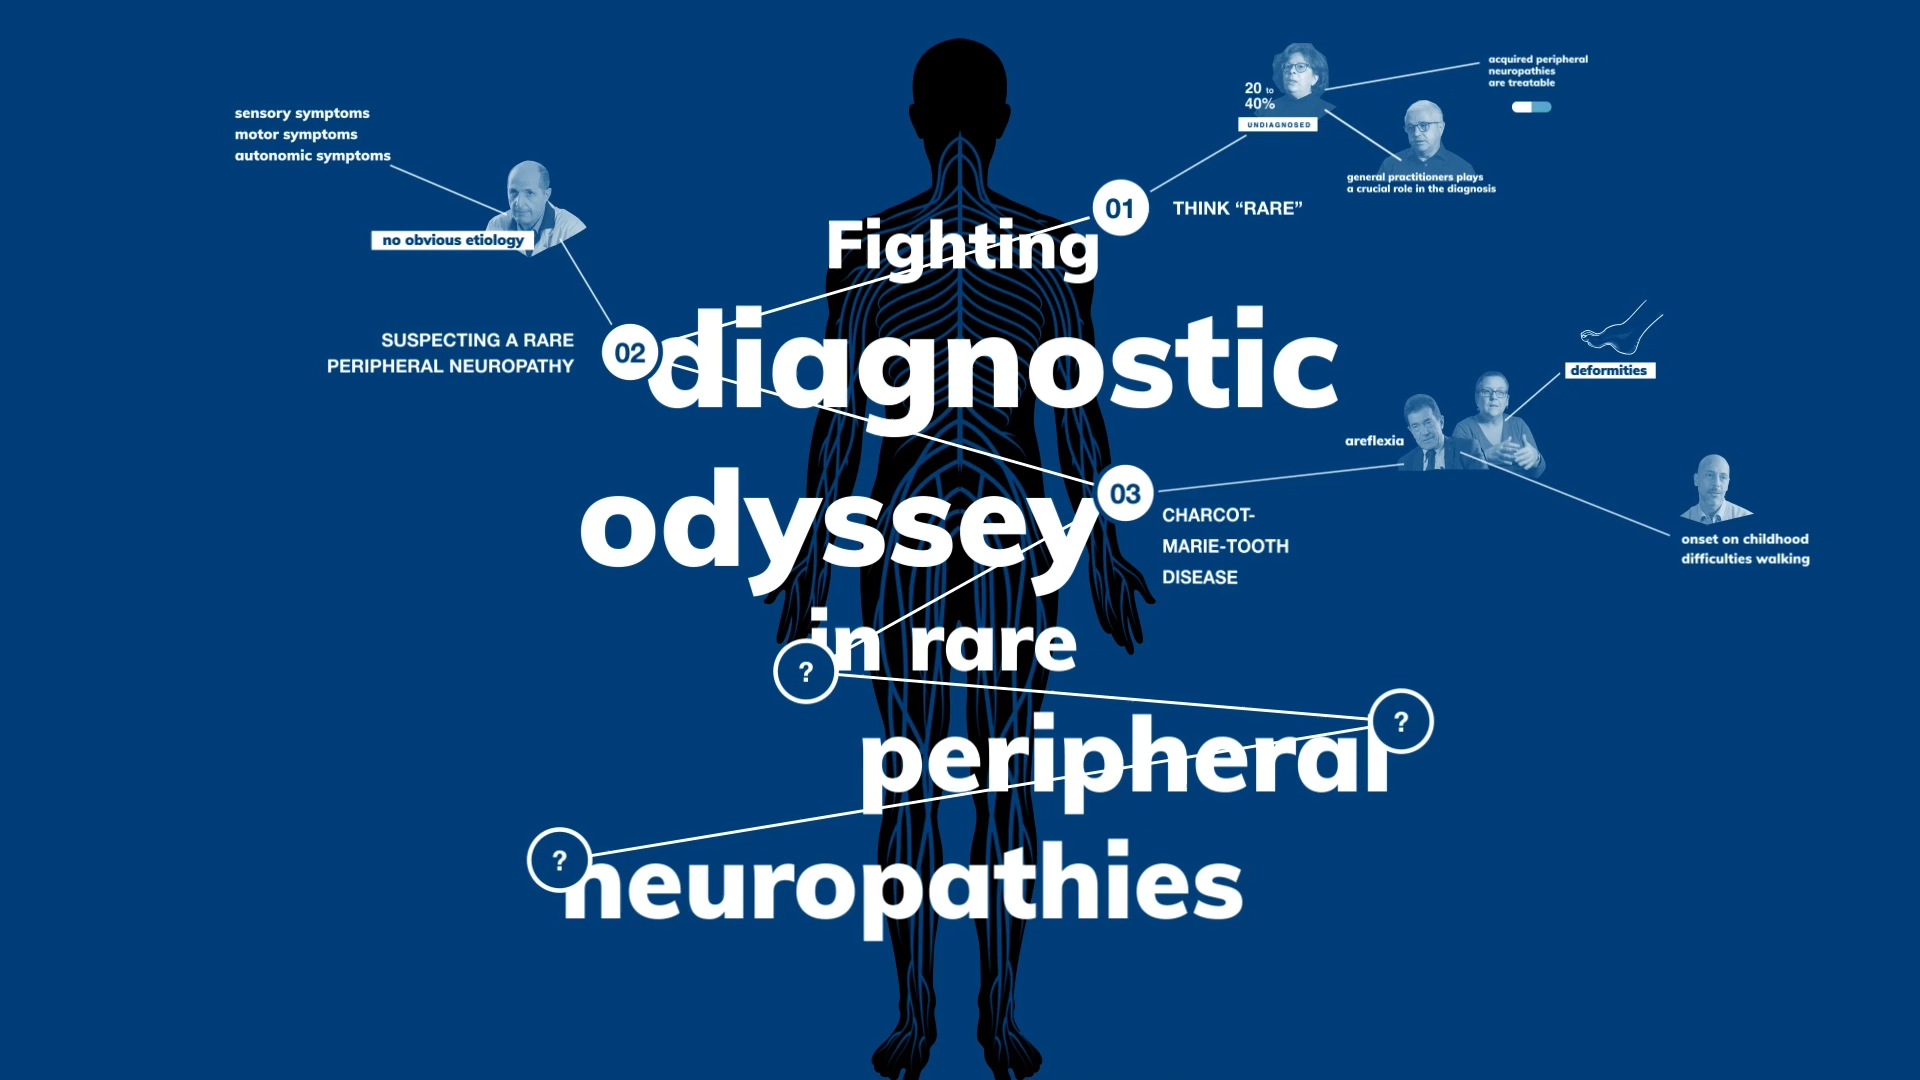 Fighting
diagnostic
odyssey
in rare
peripheral
neuropathies
01
THINK “RARE”
20 to
40%
UNDIAGNOSED
acquired peripheral
neuropathies
are treatable
general practitioners plays
a crucial role in the diagnosis
02
SUSPECTING A RARE
PERIPHERAL NEUROPATHY
sensory symptoms
motor symptoms
autonomic symptoms
no obvious etiology
03
CHARCOT-
MARIE-TOOTH
DISEASE
areflexia
deformities
onset on childhood
difficulties walking
?
?
?